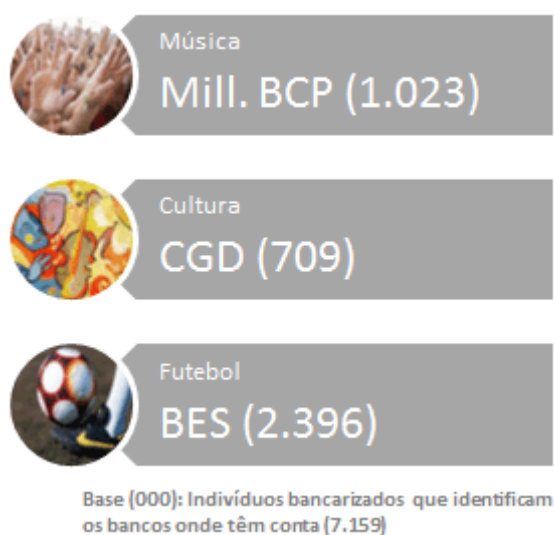 Música
Mill. BCP (1.023)
Cultura
CGD (709)
Futebol
BES (2.396)
Base (000): Indivíduos bancarizados que identificam
os bancos onde têm conta (7.159)